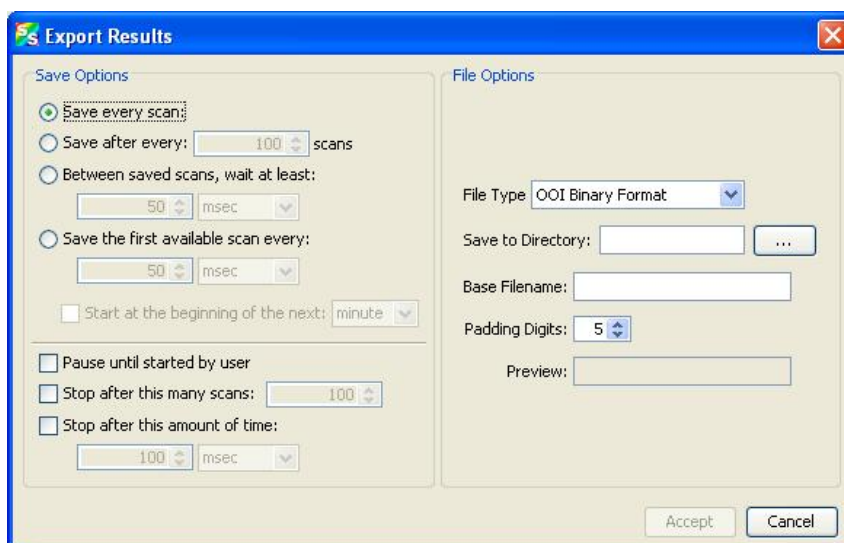 SS Export Results
Save Options
Save every scan:
Save after every: 100 scans
Between saved scans, wait at least:
50 msec
Save the first available scan every:
50 msec
Start at the beginning of the next: minute
Pause until started by user
Stop after this many scans: 100
Stop after this amount of time:
100 msec
File Options
File Type OOI Binary Format
Save to Directory: ...
Base Filename:
Padding Digits: 5
Preview:
Accept Cancel